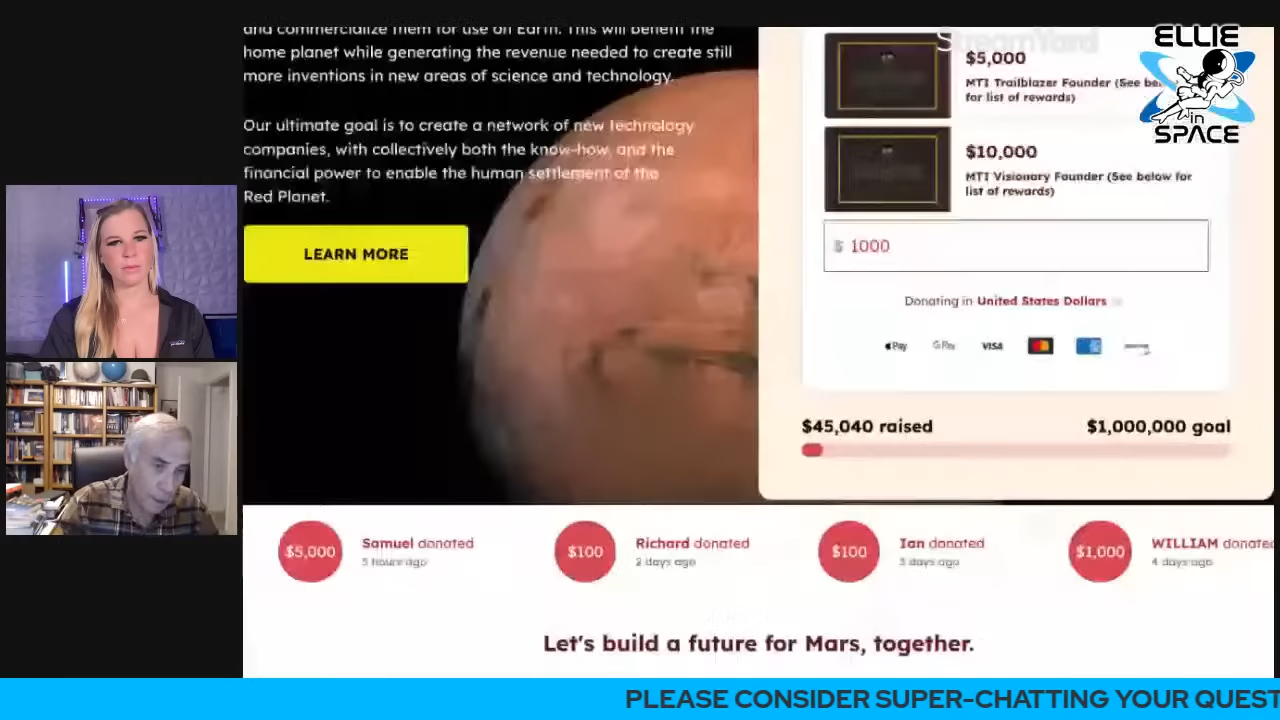 and commercialize them for use on Earth. This will benefit the
home planet while generating the revenue needed to create still
more inventions in new areas of science and technology.
Our ultimate goal is to create a network of new technology
companies, with collectively both the know-how, and the
financial power to enable the human settlement of the
Red Planet.
LEARN MORE
StreamYard
ELLIE
in
SPACE
$5,000
MTI Trailblazer Founder (See
for list of rewards)
$10,000
MTI Visionary Founder (See below for
list of rewards)
$ 1000
Donating in United States Dollars
Pay
G Pay
VISA
$45,040 raised
$1,000,000 goal
$5,000
Samuel donated
5 hours ago
$100
Richard donated
2 days ago
$100
Ian donated
3 days ago
$1,000
WILLIAM donated
4 days ago
Let's build a future for Mars, together.
PLEASE CONSIDER SUPER-CHATTING YOUR QUEST